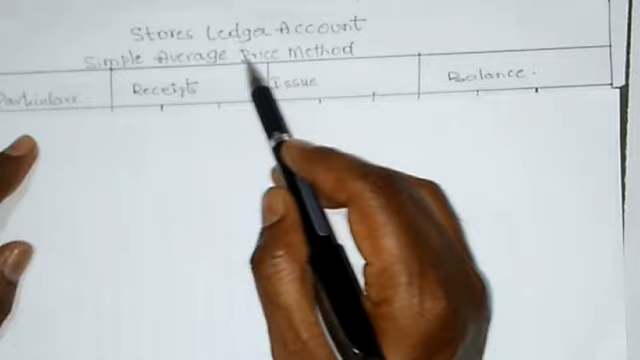 Stores Ledger Account
Simple Average Price Method
Particulars Receipts Issue Balance.